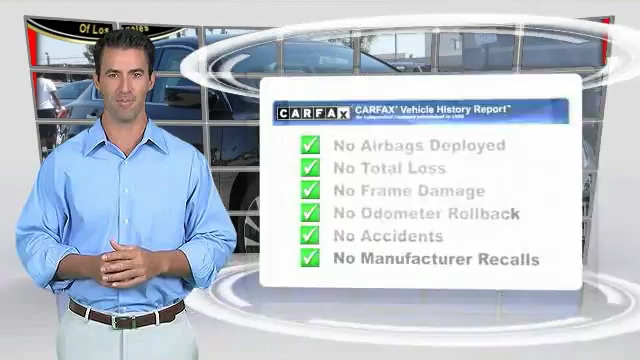 Of Los Angeles
CARFAX CARFAX Vehicle History Report™
No Airbags Deployed
No Total Loss
No Frame Damage
No Odometer Rollback
No Accidents
No Manufacturer Recalls